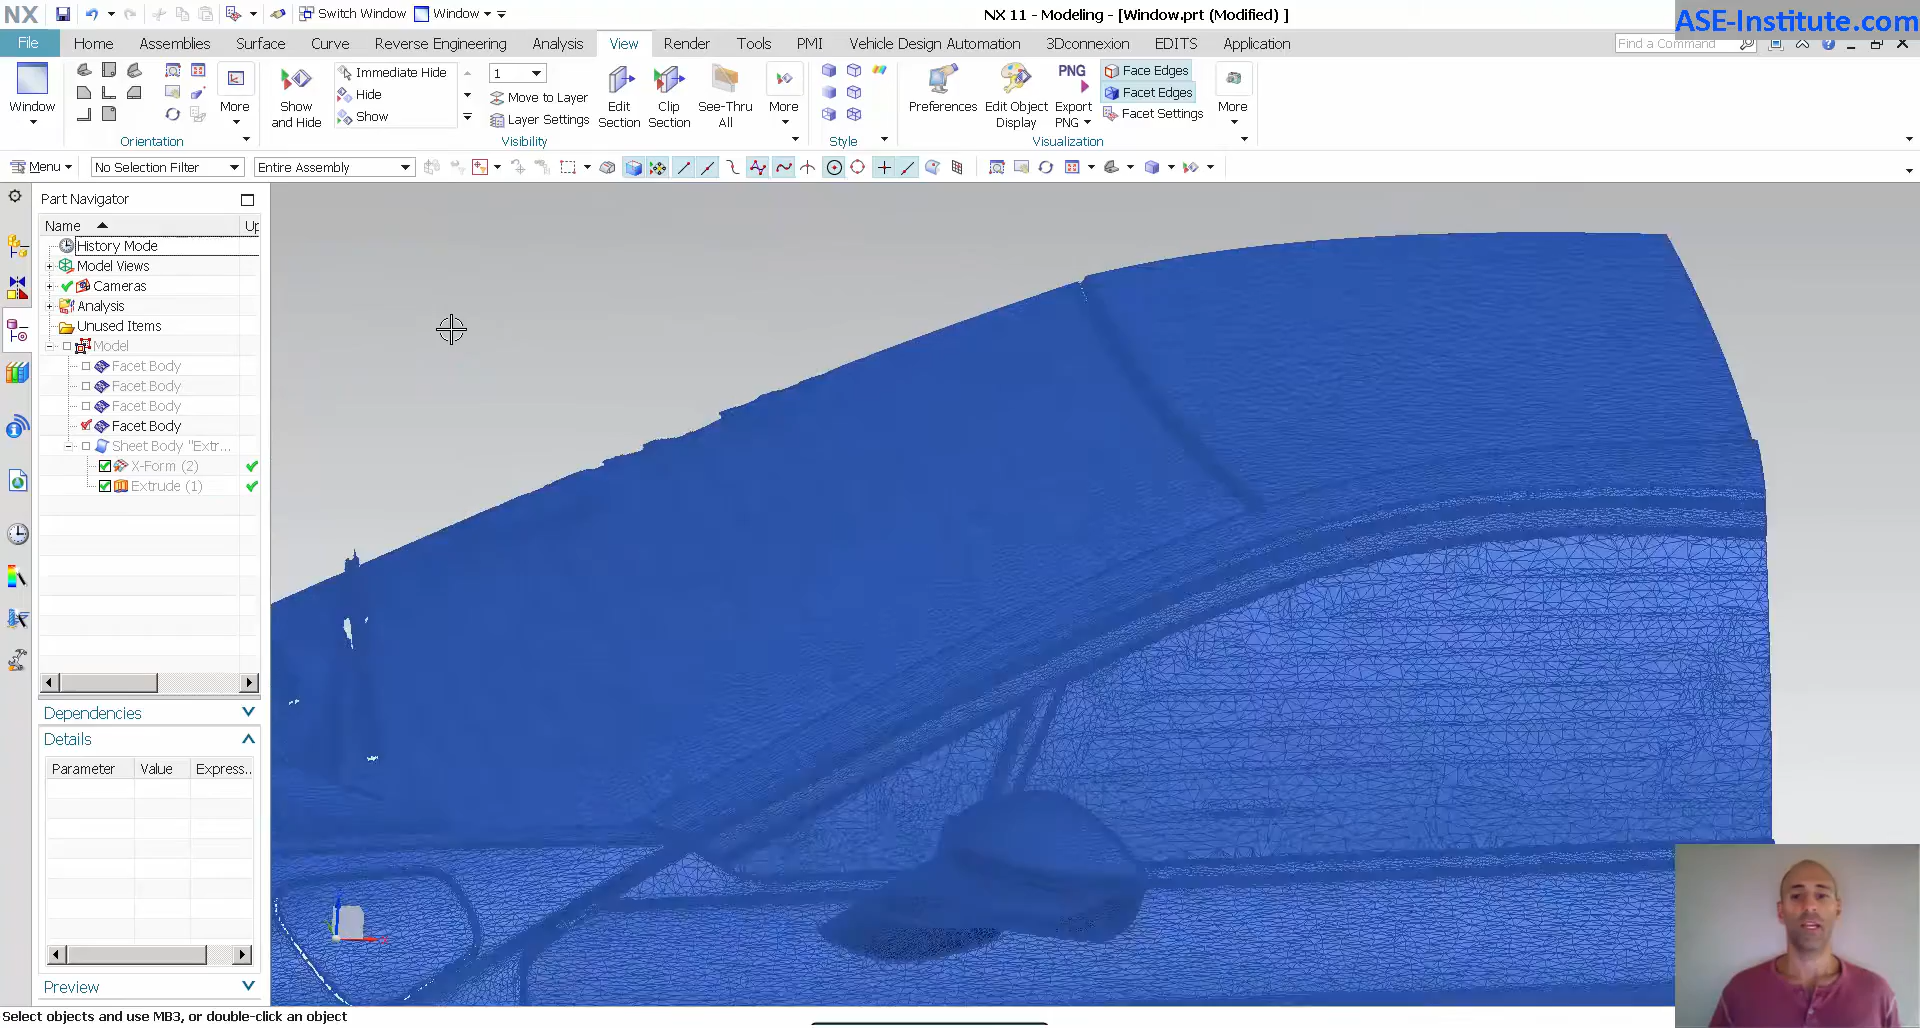 NX
Switch Window
Window
NX 11 - Modeling - [Window.prt (Modified) ]
ASE-Institute.com
File
Home
Assemblies
Surface
Curve
Reverse Engineering
Analysis
View
Render
Tools
PMI
Vehicle Design Automation
3Dconnexion
EDITS
Application
Find a Command
Window
More
Orientation
Show and Hide
Immediate Hide
Hide
Show
1
Move to Layer
Layer Settings
Visibility
Edit Section
Clip Section
See-Thru All
More
Style
Preferences
Edit Object Display
PNG
Export PNG
Face Edges
Facet Edges
Facet Settings
Visualization
More
Menu
No Selection Filter
Entire Assembly
Part Navigator
Name
Up
History Mode
Model Views
Cameras
Analysis
Unused Items
Model
Facet Body
Facet Body
Facet Body
Facet Body
Sheet Body "Extr...
X-Form (2)
Extrude (1)
Dependencies
Details
Parameter
Value
Express..
Preview
Select objects and use MB3, or double-click an object